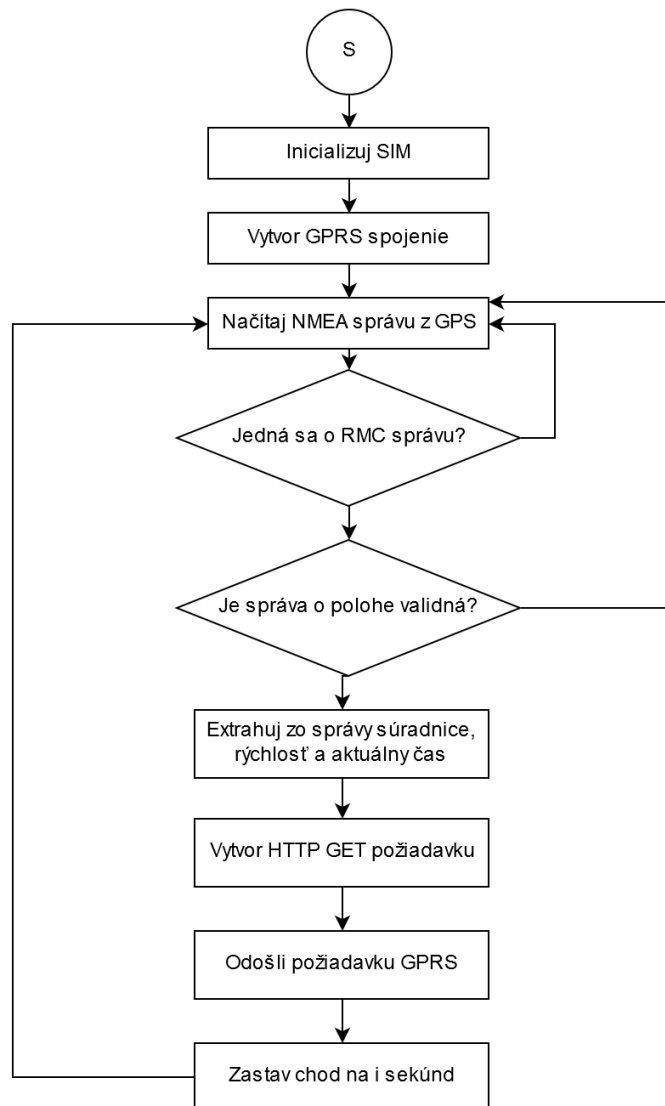 S
Inicializuj SIM
Vytvor GPRS spojenie
Načítaj NMEA správu z GPS
Jedná sa o RMC správu?
Je správa o polohe validná?
Extrahuj zo správy súradnice,
rýchlosť a aktuálny čas
Vytvor HTTP GET požiadavku
Odošli požiadavku GPRS
Zastav chod na i sekúnd